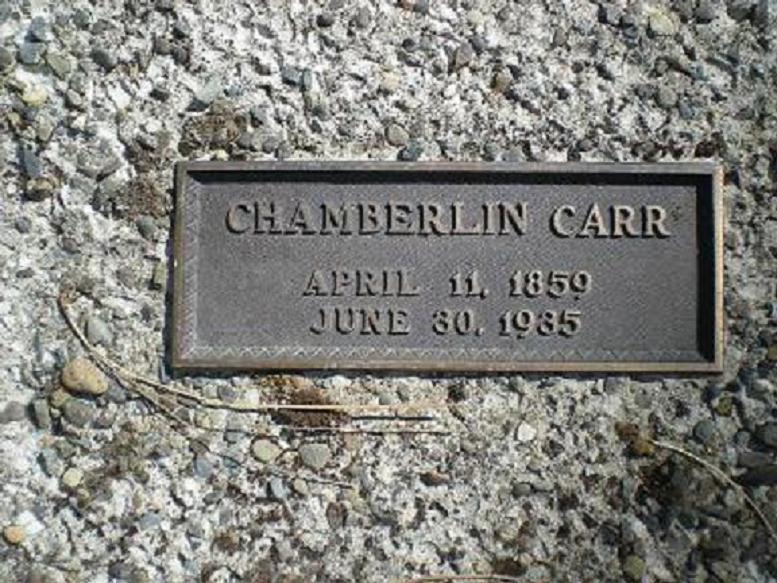 CHAMBERLIN CARR
APRIL 11, 1859
JUNE 30, 1935